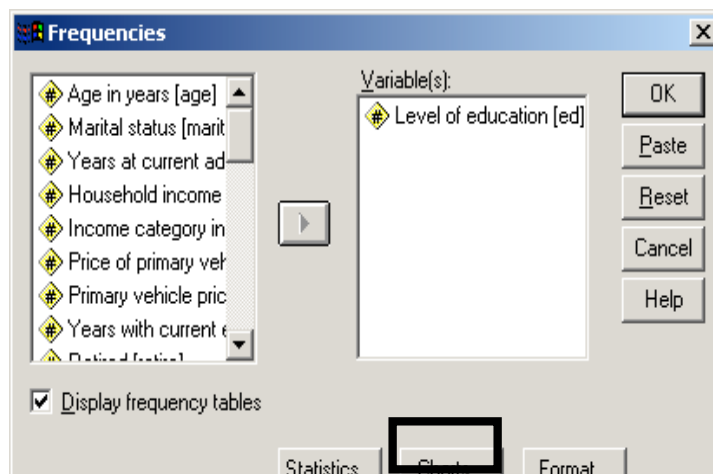 Frequencies
Age in years [age]
Marital status [marit
Years at current ad
Household income
Income category in
Price of primary veh
Primary vehicle pric
Years with current e
Variable(s):
Level of education [ed]
OK
Paste
Reset
Cancel
Help
Display frequency tables
Statistics
Charts
Format